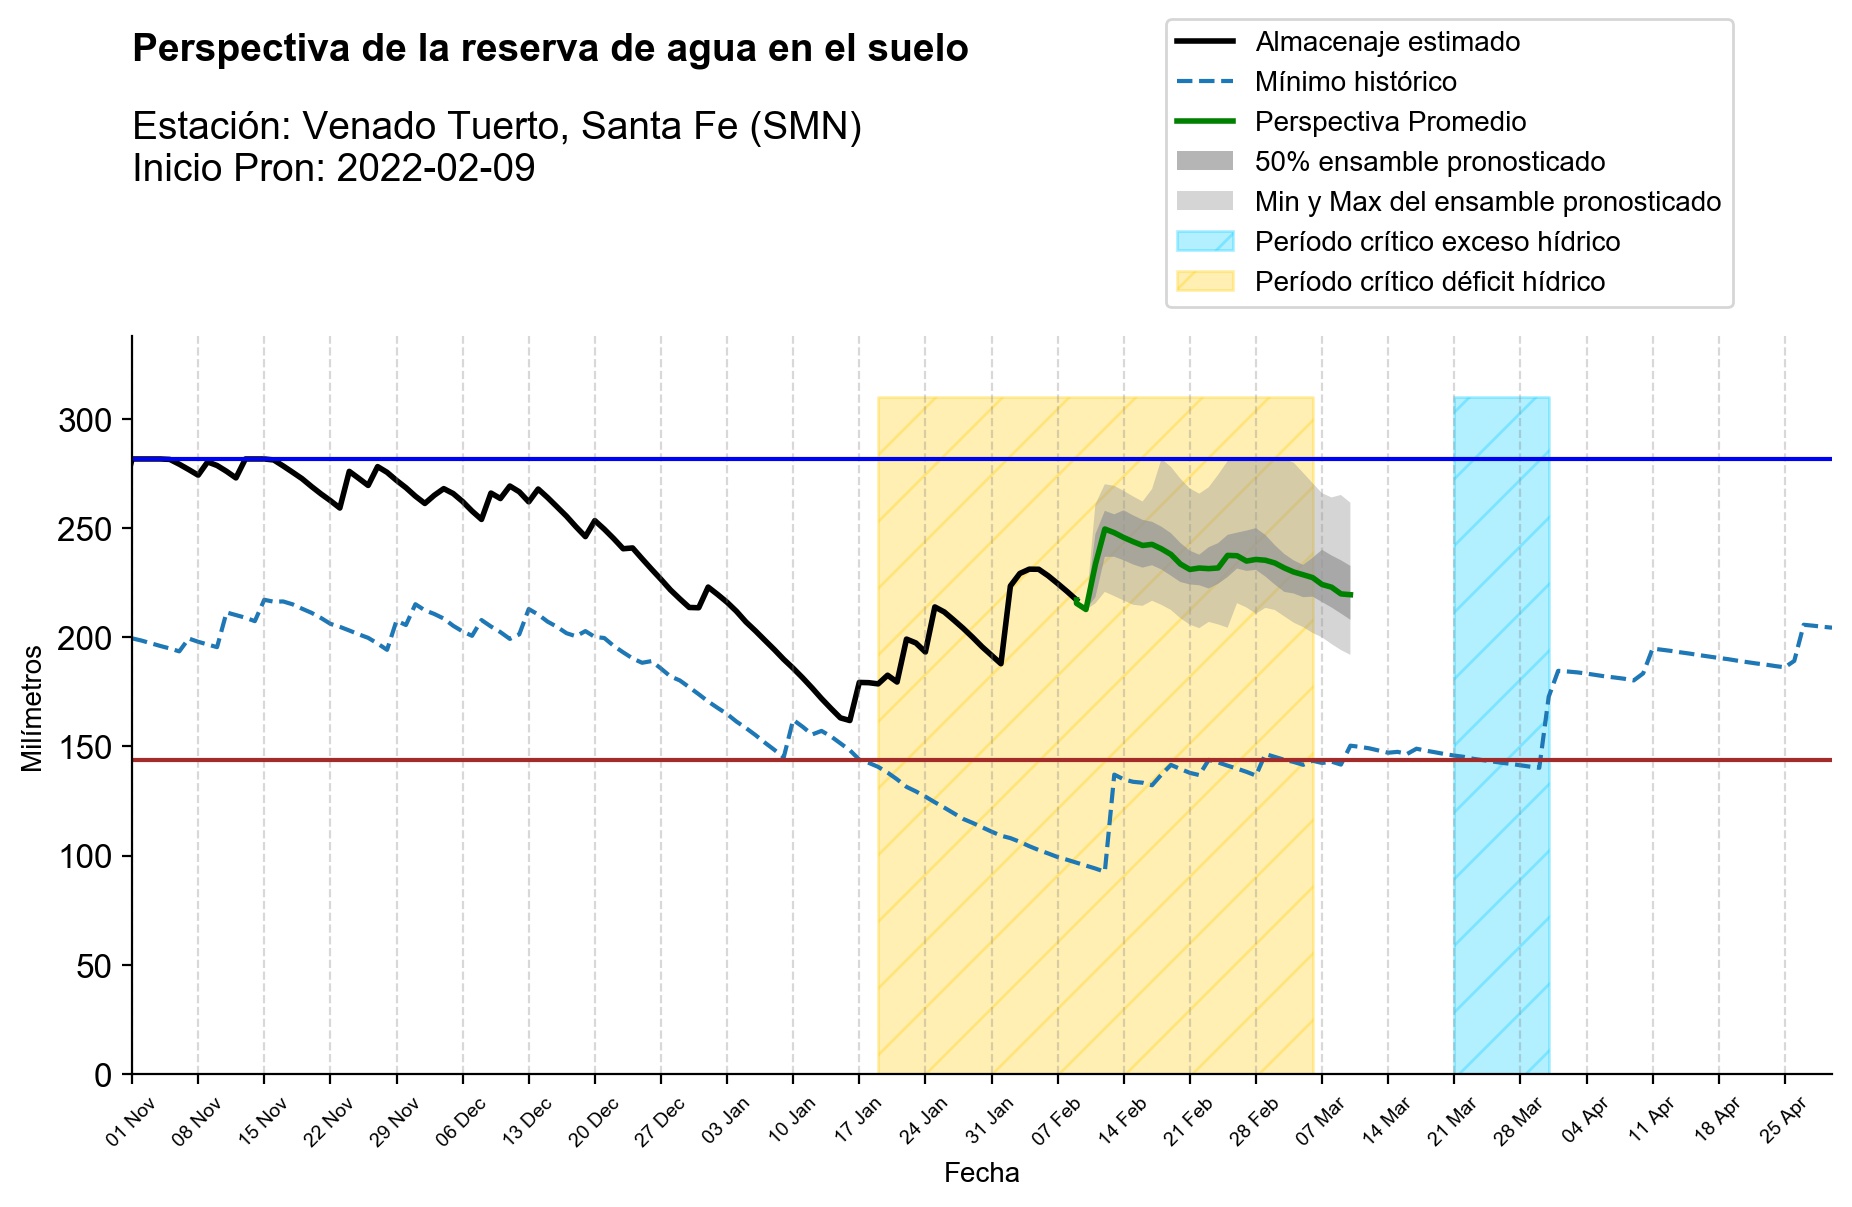 Perspectiva de la reserva de agua en el suelo
Estación: Venado Tuerto, Santa Fe (SMN)
Inicio Pron: 2022-02-09
Almacenaje estimado
Mínimo histórico
Perspectiva Promedio
50% ensamble pronosticado
Min y Max del ensamble pronosticado
Período crítico exceso hídrico
Período crítico déficit hídrico
Milímetros
300
250
200
150
100
50
0
01 Nov
08 Nov
15 Nov
22 Nov
29 Nov
06 Dec
13 Dec
20 Dec
27 Dec
03 Jan
10 Jan
17 Jan
24 Jan
31 Jan
07 Feb
14 Feb
21 Feb
28 Feb
07 Mar
14 Mar
21 Mar
28 Mar
04 Apr
11 Apr
18 Apr
25 Apr
Fecha